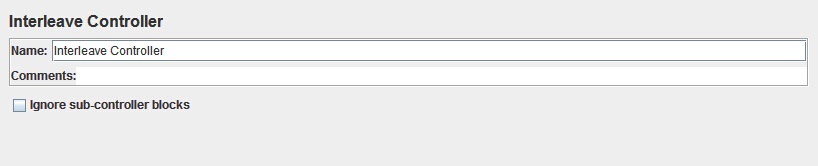 Interleave Controller
Name: Interleave Controller
Comments:
Ignore sub-controller blocks